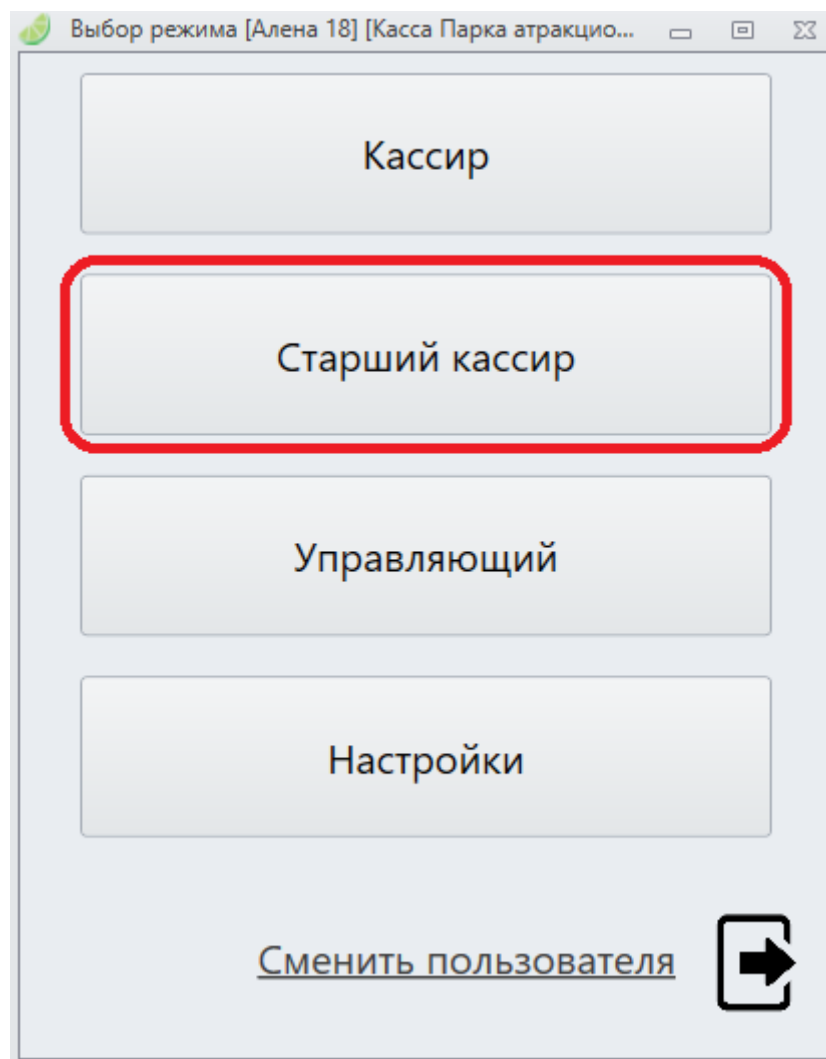 Выбор режима [Алена 18] [Касса Парка атракцио...
Кассир
Старший кассир
Управляющий
Настройки
Сменить пользователя